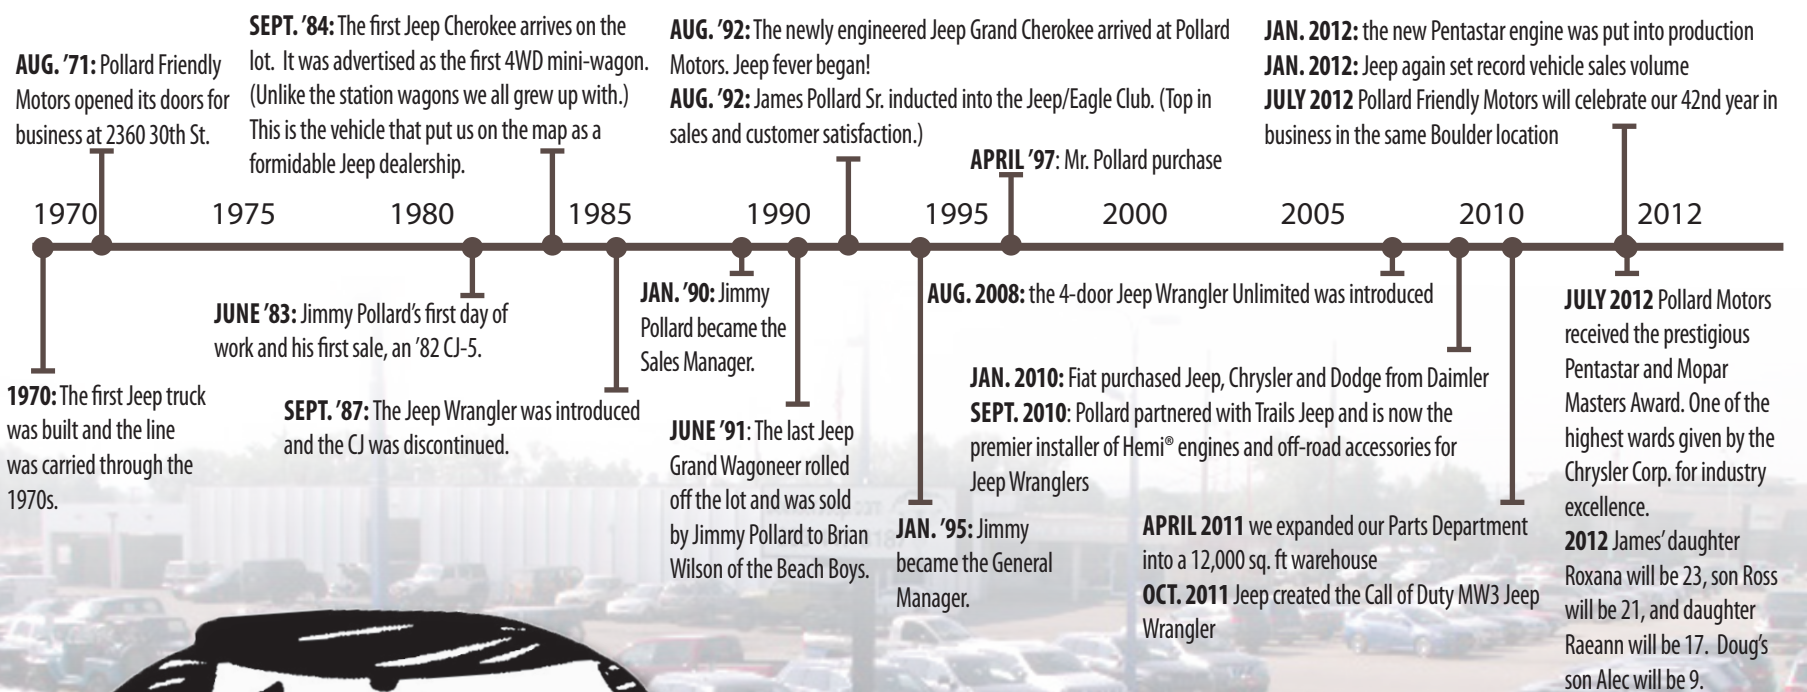 AUG. ’71: Pollard Friendly
Motors opened its doors for
business at 2360 30th St.
SEPT. ’84: The first Jeep Cherokee arrives on the
lot. It was advertised as the first 4WD mini-wagon.
(Unlike the station wagons we all grew up with.)
This is the vehicle that put us on the map as a
formidable Jeep dealership.
AUG. ’92: The newly engineered Jeep Grand Cherokee arrived at Pollard
Motors. Jeep fever began!
AUG. ’92: James Pollard Sr. inducted into the Jeep/Eagle Club. (Top in
sales and customer satisfaction.)
APRIL ’97: Mr. Pollard purchase
JAN. 2012: the new Pentastar engine was put into production
JAN. 2012: Jeep again set record vehicle sales volume
JULY 2012 Pollard Friendly Motors will celebrate our 42nd year in
business in the same Boulder location
1970 1975 1980 1985 1990 1995 2000 2005 2010 2012
1970: The first Jeep truck
was built and the line
was carried through the
1970s.
JUNE ’83: Jimmy Pollard’s first day of
work and his first sale, an ’82 CJ-5.
SEPT. ’87: The Jeep Wrangler was introduced
and the CJ was discontinued.
JAN. ’90: Jimmy
Pollard became the
Sales Manager.
JUNE ’91: The last Jeep
Grand Wagoneer rolled
off the lot and was sold
by Jimmy Pollard to Brian
Wilson of the Beach Boys.
JAN. ’95: Jimmy
became the General
Manager.
AUG. 2008: the 4-door Jeep Wrangler Unlimited was introduced
JAN. 2010: Fiat purchased Jeep, Chrysler and Dodge from Daimler
SEPT. 2010: Pollard partnered with Trails Jeep and is now the
premier installer of Hemi® engines and off-road accessories for
Jeep Wranglers
APRIL 2011 we expanded our Parts Department
into a 12,000 sq. ft warehouse
OCT. 2011 Jeep created the Call of Duty MW3 Jeep
Wrangler
JULY 2012 Pollard Motors
received the prestigious
Pentastar and Mopar
Masters Award. One of the
highest wards given by the
Chrysler Corp. for industry
excellence.
2012 James’ daughter
Roxana will be 23, son Ross
will be 21, and daughter
Raeann will be 17. Doug’s
son Alec will be 9.